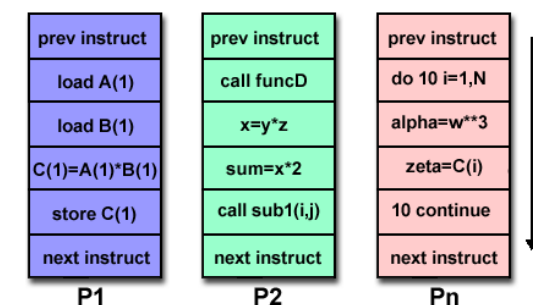 prev instruct
load A(1)
load B(1)
C(1)=A(1)*B(1)
store C(1)
next instruct
P1
prev instruct
call funcD
x=y*z
sum=x*2
call sub1(i,j)
next instruct
P2
prev instruct
do 10 i=1,N
alpha=w**3
zeta=C(i)
10 continue
next instruct
Pn